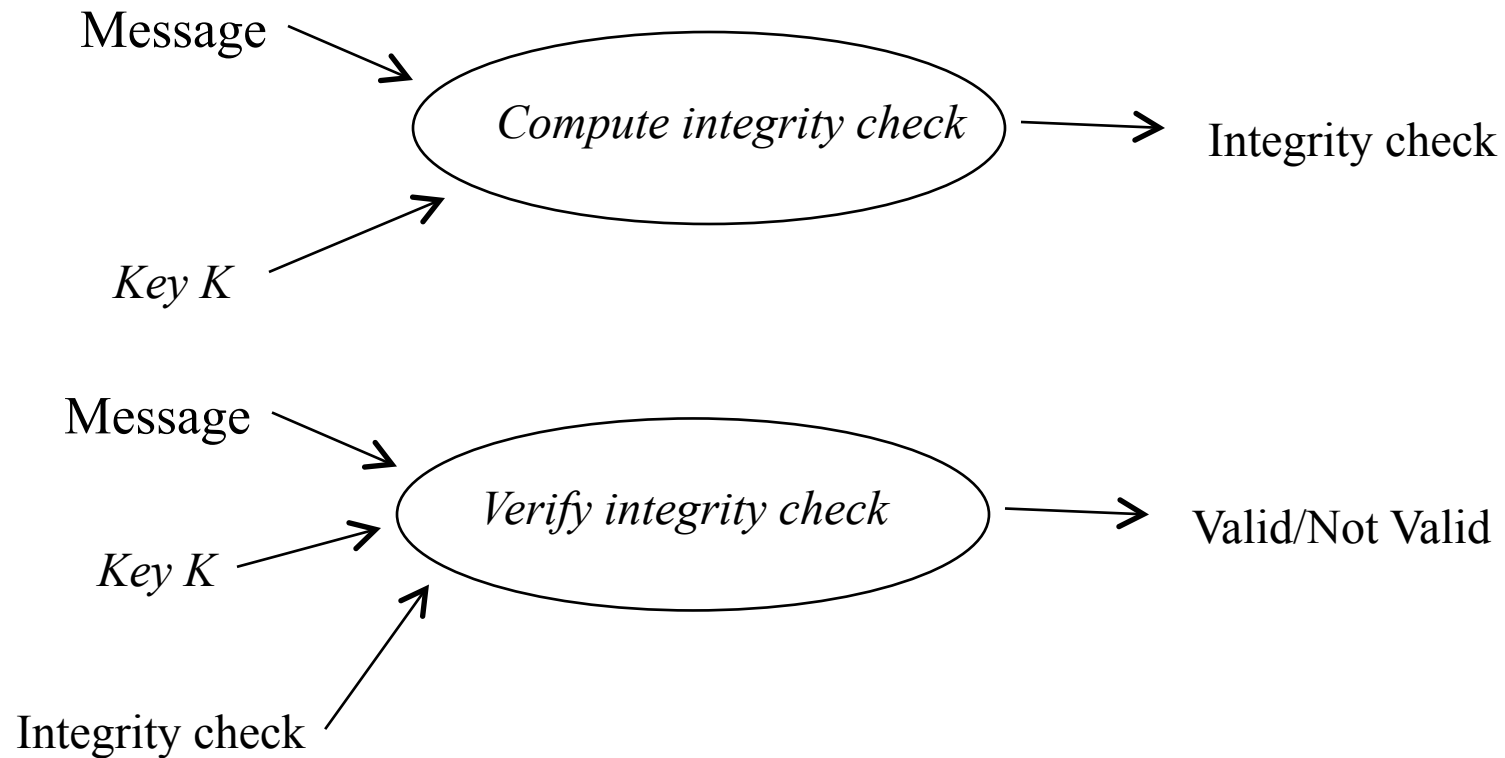 Message
Compute integrity check
Integrity check
Key K
Message
Verify integrity check
Valid/Not Valid
Key K
Integrity check